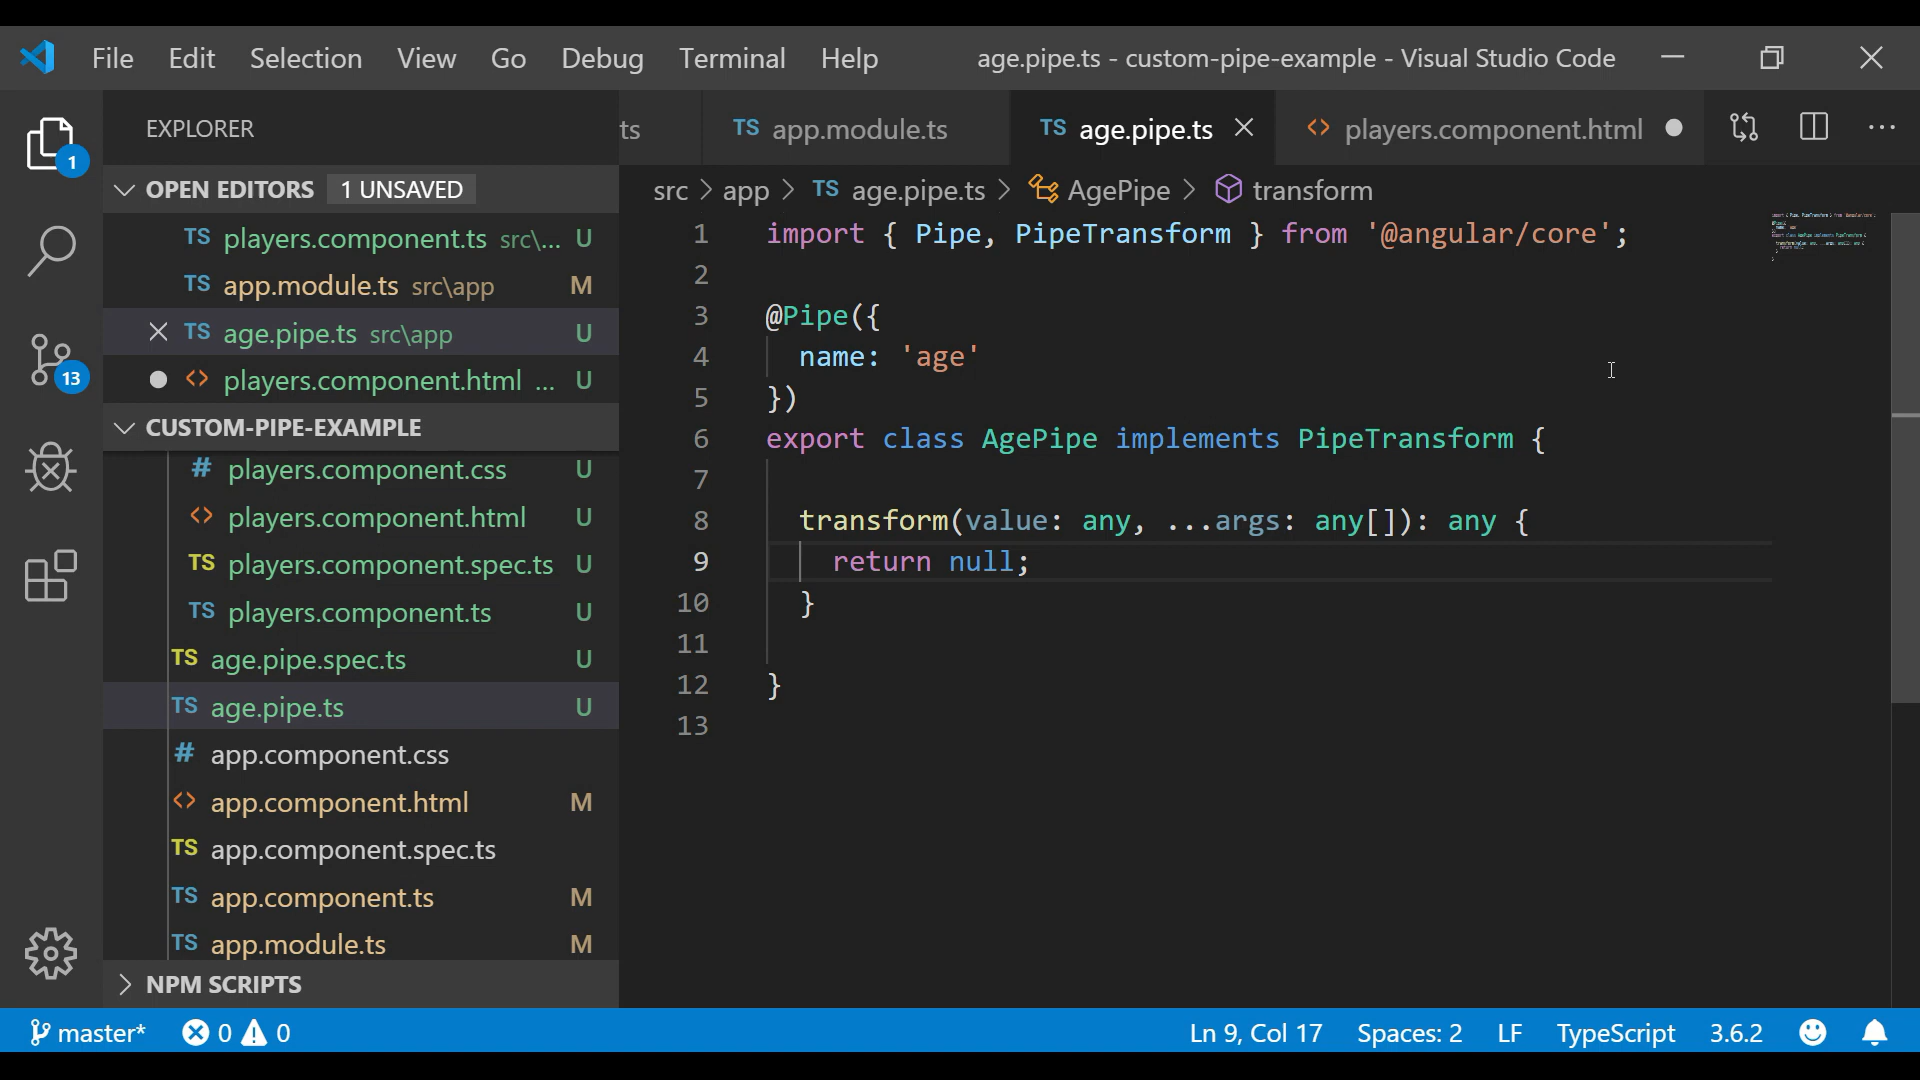 File Edit Selection View Go Debug Terminal Help age.pipe.ts - custom-pipe-example - Visual Studio Code
EXPLORER
OPEN EDITORS 1 UNSAVED
TS players.component.ts src\... U
TS app.module.ts src\app M
TS age.pipe.ts src\app U
<> players.component.html ... U
CUSTOM-PIPE-EXAMPLE
# players.component.css U
<> players.component.html U
TS players.component.spec.ts U
TS players.component.ts U
TS age.pipe.spec.ts U
TS age.pipe.ts U
# app.component.css
<> app.component.html M
TS app.component.spec.ts
TS app.component.ts M
TS app.module.ts M
NPM SCRIPTS
1
13
ts TS app.module.ts TS age.pipe.ts <> players.component.html
src > app > TS age.pipe.ts > AgePipe > transform
1 import { Pipe, PipeTransform } from '@angular/core';
2
3 @Pipe({
4 name: 'age'
5 })
6 export class AgePipe implements PipeTransform {
7
8 transform(value: any, ...args: any[]): any {
9 return null;
10 }
11
12 }
13
master* 0 0 Ln 9, Col 17 Spaces: 2 LF TypeScript 3.6.2